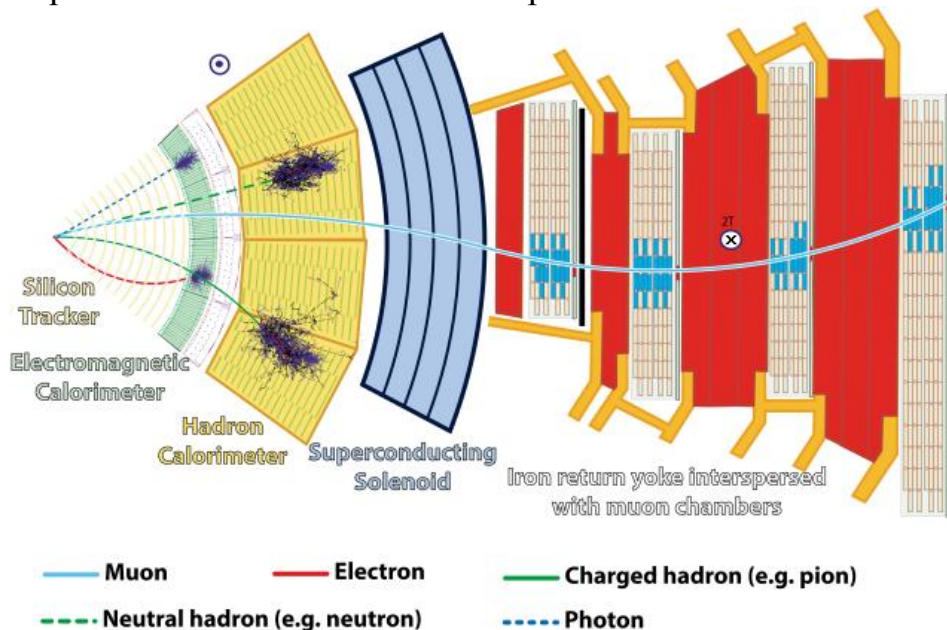 2T
Silicon
Tracker
Electromagnetic
Calorimeter
Hadron
Calorimeter
Superconducting
Solenoid
Iron return yoke interspersed
with muon chambers
Muon
Electron
Charged hadron (e.g. pion)
Neutral hadron (e.g. neutron)
Photon